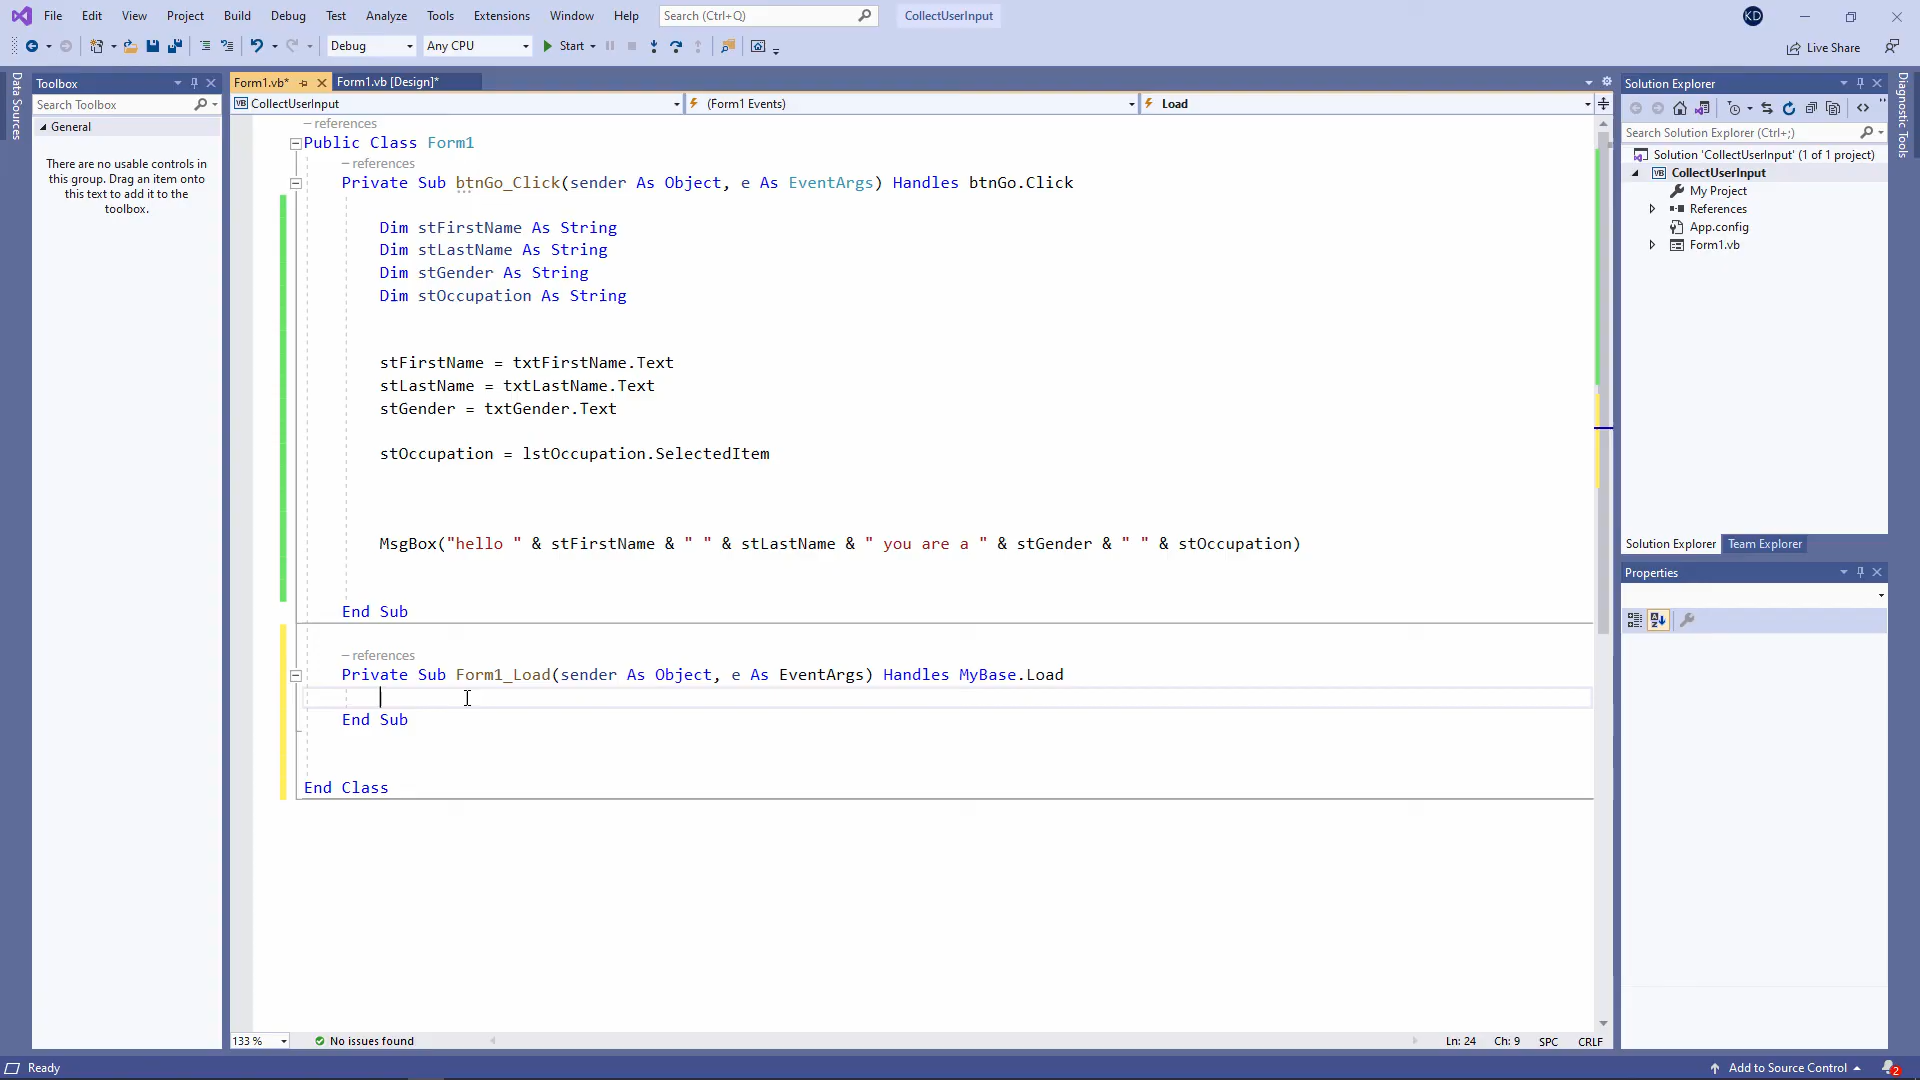 File Edit View Project Build Debug Test Analyze Tools Extensions Window Help Search (Ctrl+Q) CollectUserInput KD
Debug Any CPU Start Live Share
Data Sources
Toolbox
Search Toolbox
General
There are no usable controls in
this group. Drag an item onto
this text to add it to the
toolbox.
Form1.vb* Form1.vb [Design]*
CollectUserInput (Form1 Events) Load
references
Public Class Form1
references
Private Sub btnGo_Click(sender As Object, e As EventArgs) Handles btnGo.Click
Dim stFirstName As String
Dim stLastName As String
Dim stGender As String
Dim stOccupation As String
stFirstName = txtFirstName.Text
stLastName = txtLastName.Text
stGender = txtGender.Text
stOccupation = lstOccupation.SelectedItem
MsgBox("hello " & stFirstName & " " & stLastName & " you are a " & stGender & " " & stOccupation)
End Sub
references
Private Sub Form1_Load(sender As Object, e As EventArgs) Handles MyBase.Load
End Sub
End Class
133 % No issues found Ln: 24 Ch: 9 SPC CRLF
Solution Explorer
Search Solution Explorer (Ctrl+;)
Solution 'CollectUserInput' (1 of 1 project)
CollectUserInput
My Project
References
App.config
Form1.vb
Solution Explorer Team Explorer
Properties
Diagnostic Tools
Ready Add to Source Control 2